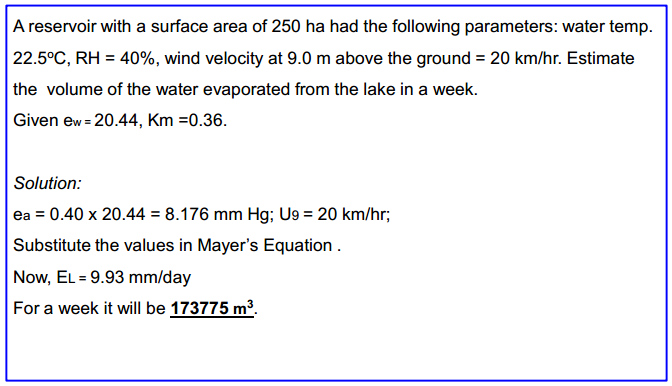 A reservoir with a surface area of 250 ha had the following parameters: water temp.
22.5ºC, RH = 40%, wind velocity at 9.0 m above the ground = 20 km/hr. Estimate
the volume of the water evaporated from the lake in a week.
Given ew = 20.44, Km =0.36.
Solution:
ea = 0.40 x 20.44 = 8.176 mm Hg; U9 = 20 km/hr;
Substitute the values in Mayer’s Equation .
Now, EL = 9.93 mm/day
For a week it will be 173775 m³.